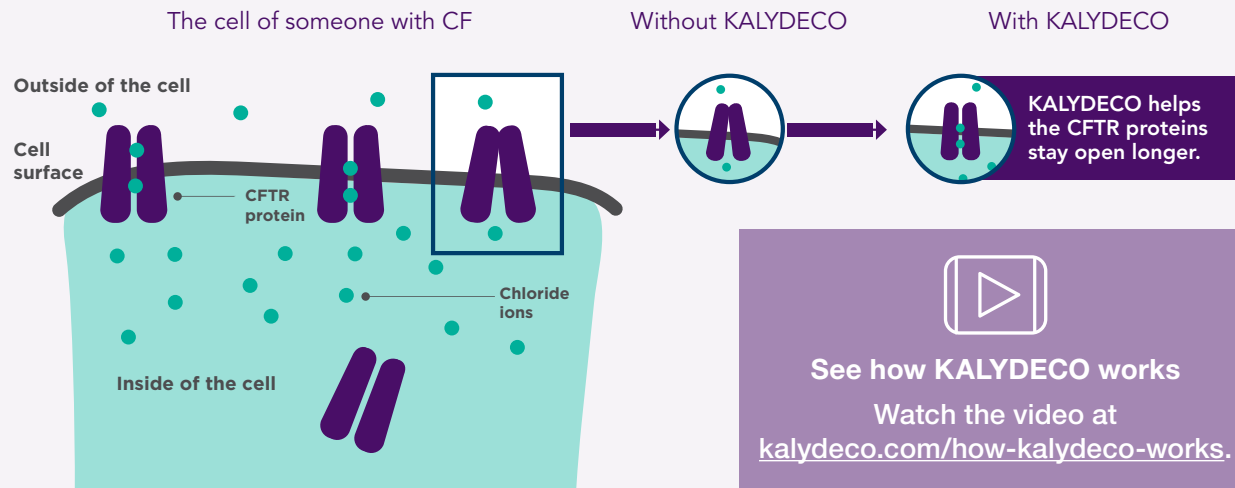 The cell of someone with CF
Without KALYDECO
With KALYDECO
Outside of the cell
Cell
surface
CFTR
protein
Chloride
ions
Inside of the cell
KALYDECO helps
the CFTR proteins
stay open longer.
See how KALYDECO works
Watch the video at
kalydeco.com/how-kalydeco-works.